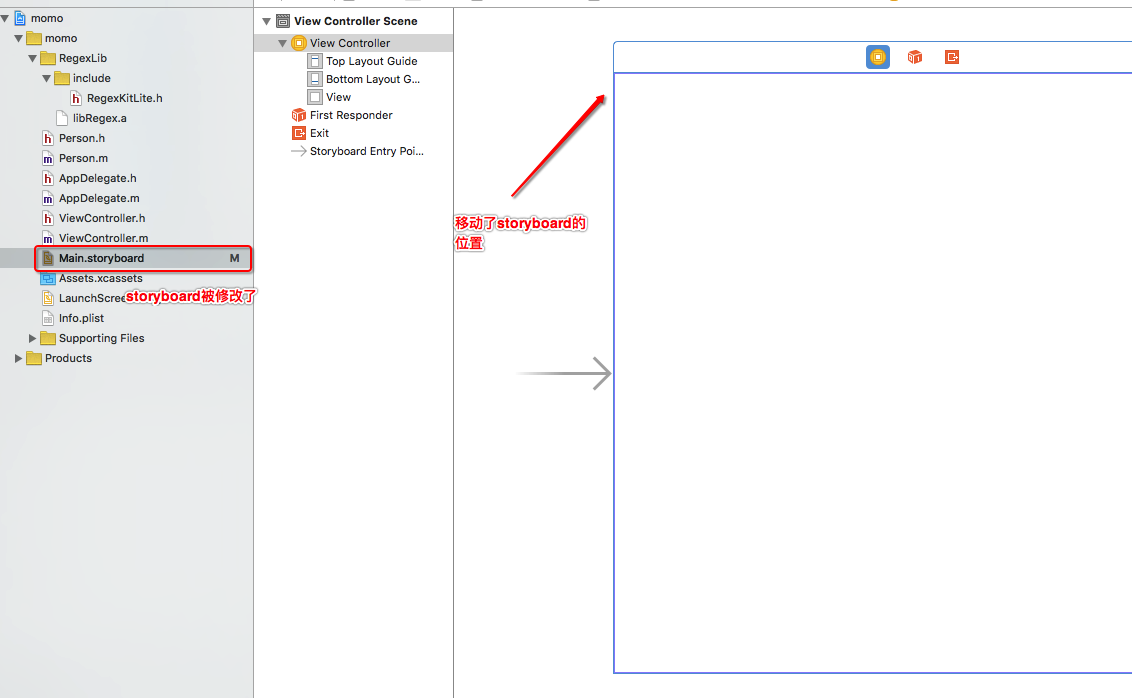 momo
momo
RegexLib
include
RegexKitLite.h
libRegex.a
Person.h
Person.m
AppDelegate.h
AppDelegate.m
ViewController.h
ViewController.m
Main.storyboard M
Assets.xcassets
LaunchScree
storyboard被修改了
Info.plist
Supporting Files
Products
View Controller Scene
View Controller
Top Layout Guide
Bottom Layout G...
View
First Responder
Exit
Storyboard Entry Poi...
移动了storyboard的
位置